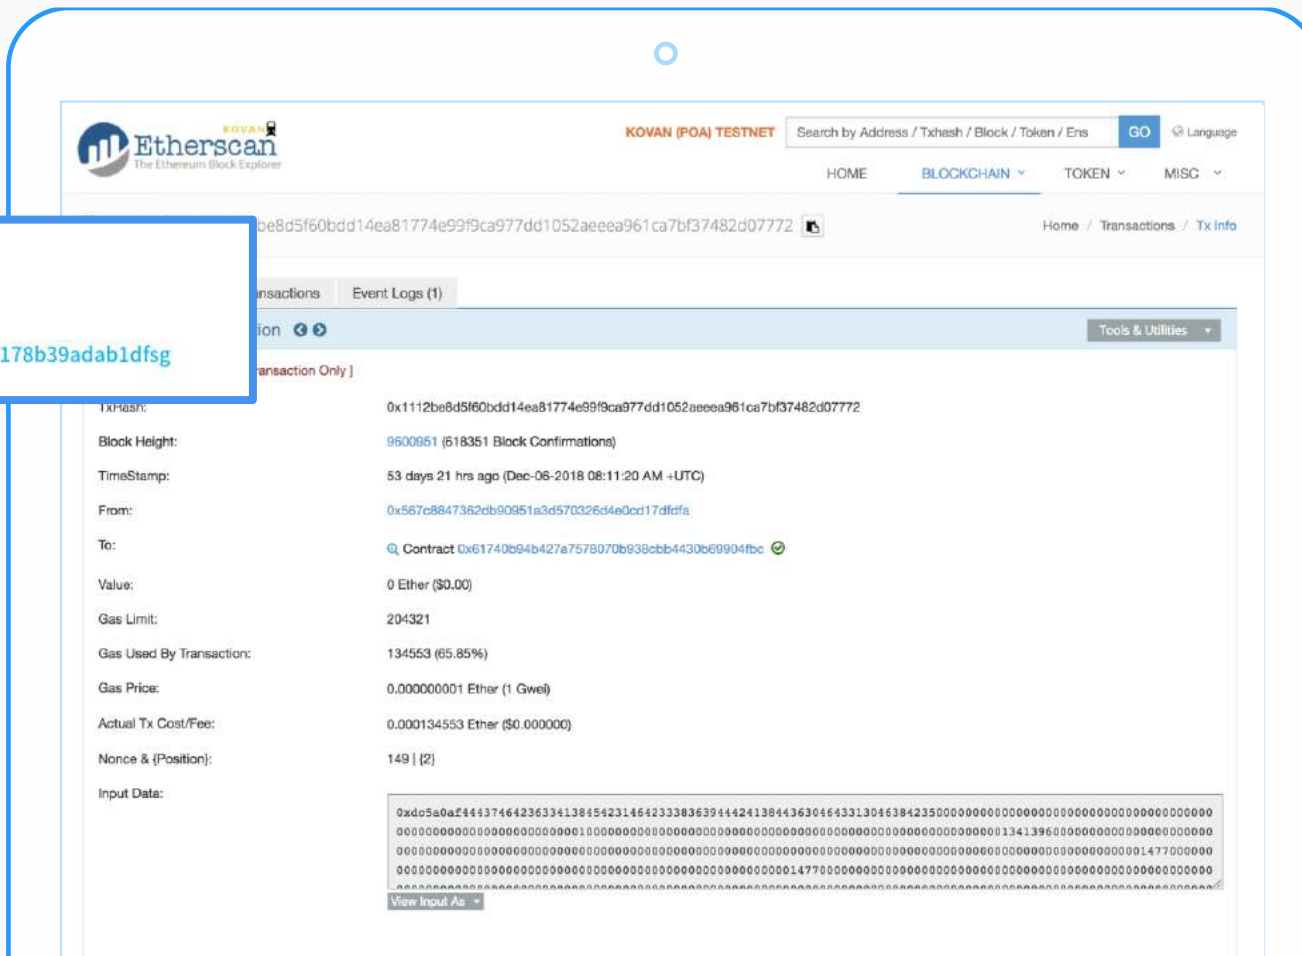 KOVAN
Etherscan
The Ethereum Block Explorer
KOVAN (POA) TESTNET
Search by Address / Txhash / Block / Token / Ens
GO
Language
HOME
BLOCKCHAIN
TOKEN
MISC
be8d5f60bdd14ea81774e99f9ca977dd1052aeeea961ca7bf37482d07772
Home / Transactions / Tx Info
nsactions
Event Logs (1)
ion
Tools & Utilities
178b39adab1dfsg
ansaction Only ]
TxHash:
0x1112be8d5f60bdd14ea81774e99f9ca977dd1052aeeea961ca7bf37482d07772
Block Height:
9600951 (618351 Block Confirmations)
TimeStamp:
53 days 21 hrs ago (Dec-06-2018 08:11:20 AM +UTC)
From:
0x567c8847362db90951a3d570326d4e0cd17dfdfa
To:
Contract 0x61740b94b427a7578070b938cbb4430b69904fbc
Value:
0 Ether ($0.00)
Gas Limit:
204321
Gas Used By Transaction:
134553 (65.85%)
Gas Price:
0.000000001 Ether (1 Gwei)
Actual Tx Cost/Fee:
0.000134553 Ether ($0.000000)
Nonce & {Position}:
149 | {2}
Input Data:
View Input As